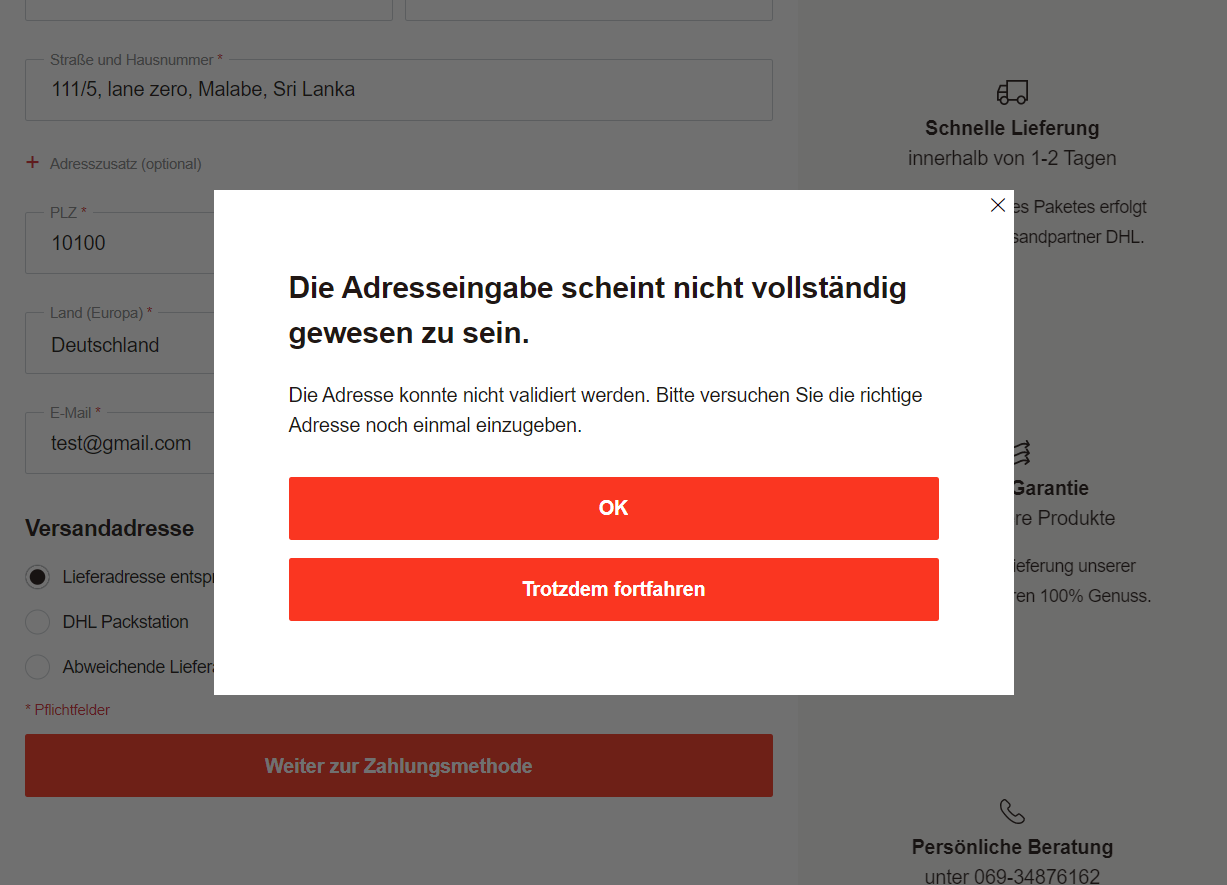 Straße und Hausnummer *
111/5, lane zero, Malabe, Sri Lanka
+ Adresszusatz (optional)
PLZ *
10100
Land (Europa) *
Deutschland
E-Mail *
test@gmail.com
Versandadresse
Lieferadresse
DHL Packstation
Abweichende
* Pflichtfelder
Weiter zur Zahlungsmethode
Die Adresseingabe scheint nicht vollständig
gewesen zu sein.
Die Adresse konnte nicht validiert werden. Bitte versuchen Sie die richtige
Adresse noch einmal einzugeben.
OK
Trotzdem fortfahren
Schnelle Lieferung
innerhalb von 1-2 Tagen
es Paketes erfolgt
sandpartner DHL.
Garantie
re Produkte
ieferung unserer
ren 100% Genuss.
Persönliche Beratung
unter 069-34876162